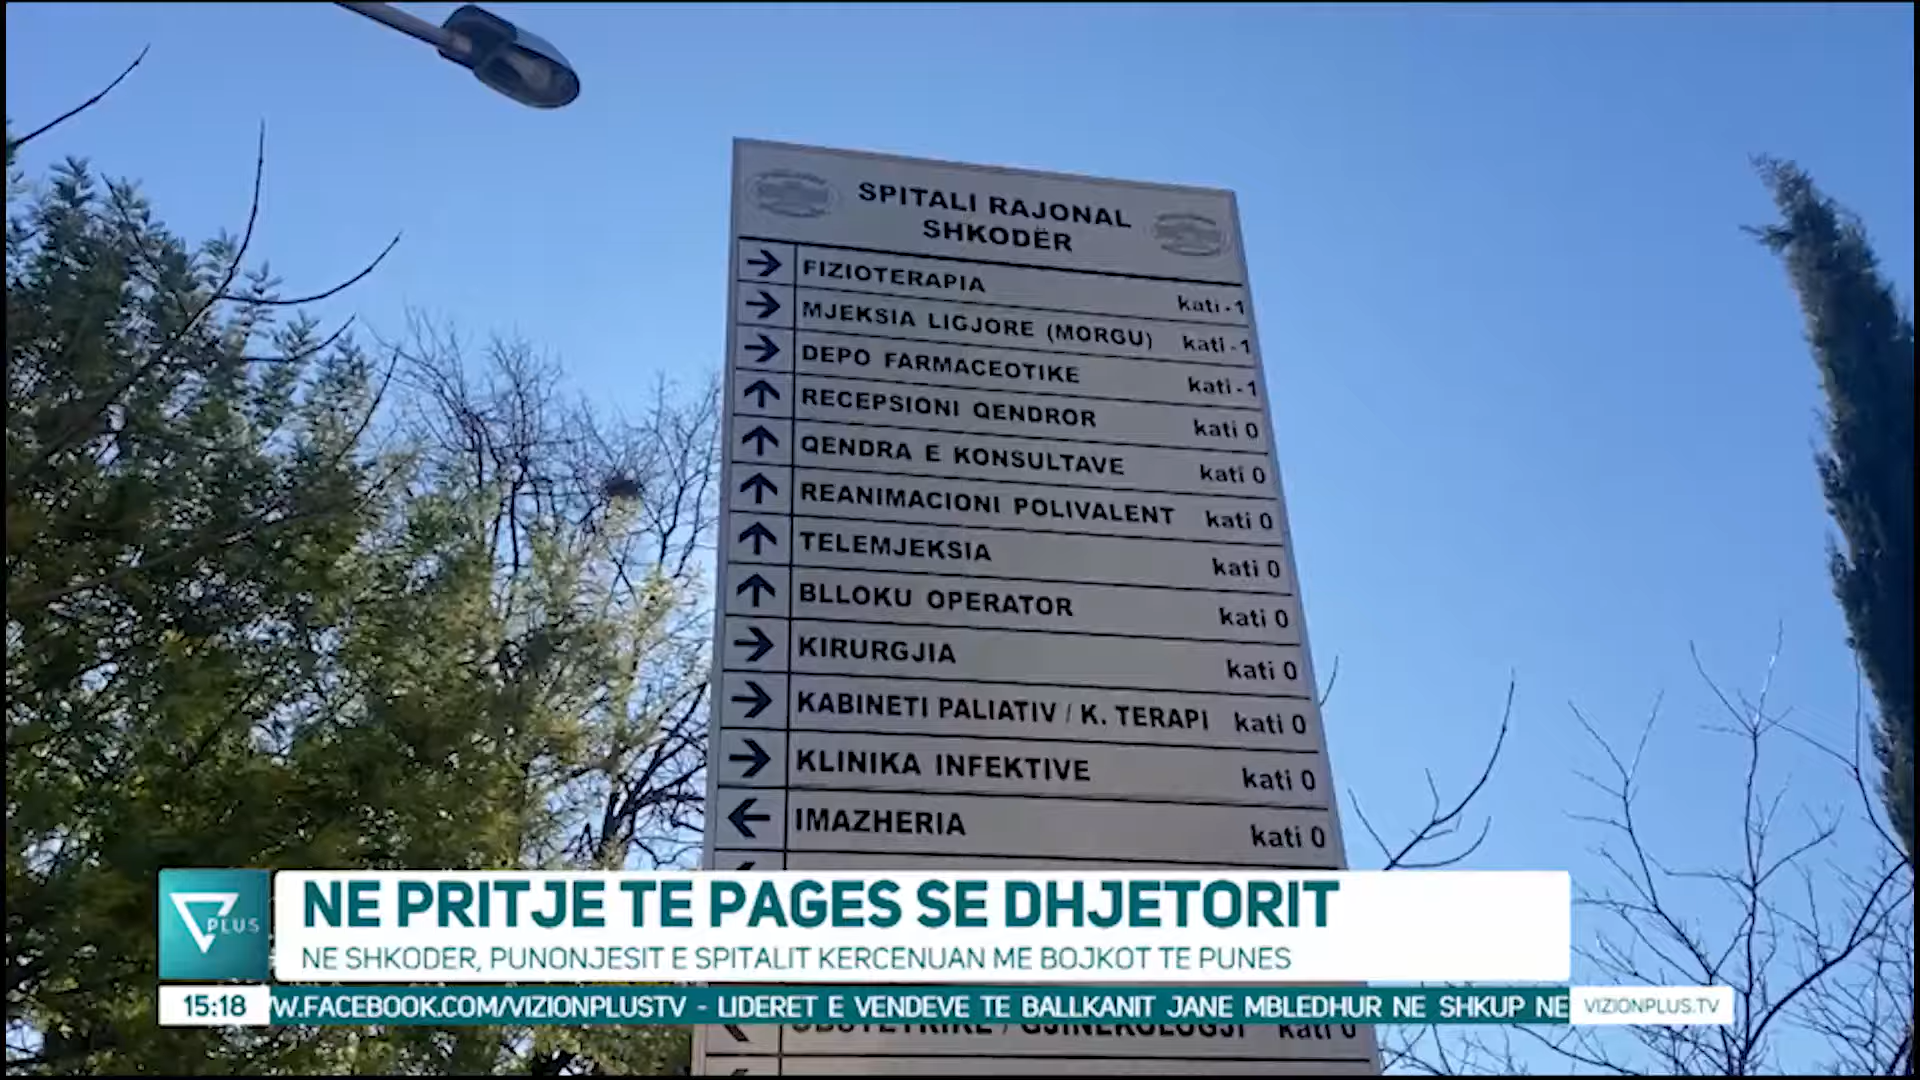 SPITALI RAJONAL
SHKODËR
→ FIZIOTERAPIA kati -1
→ MJEKSIA LIGJORE (MORGU) kati -1
→ DEPO FARMACEOTIKE kati -1
↑ RECEPSIONI QENDROR kati 0
↑ QENDRA E KONSULTAVE kati 0
↑ REANIMACIONI POLIVALENT kati 0
↑ TELEMJEKSIA kati 0
↑ BLLOKU OPERATOR kati 0
→ KIRURGJIA kati 0
→ KABINETI PALIATIV / K. TERAPI kati 0
→ KLINIKA INFEKTIVE kati 0
← IMAZHERIA kati 0
PLUS
NE PRITJE TE PAGES SE DHJETORIT
NE SHKODER, PUNONJESIT E SPITALIT KERCENUAN ME BOJKOT TE PUNES
15:18 W.FACEBOOK.COM/VIZIONPLUSTV - LIDERET E VENDEVE TE BALLKANIT JANE MBLEDHUR NE SHKUP NE VIZIONPLUS.TV
OBSTETRIKE / GJINEKOLOGJI kati 0